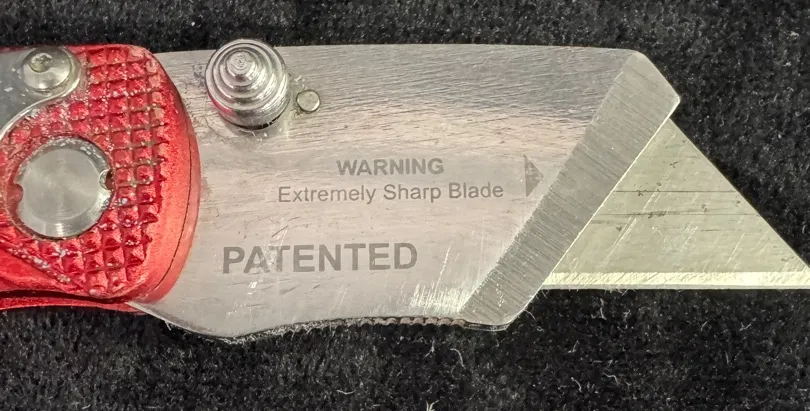 WARNING
Extremely Sharp Blade
PATENTED